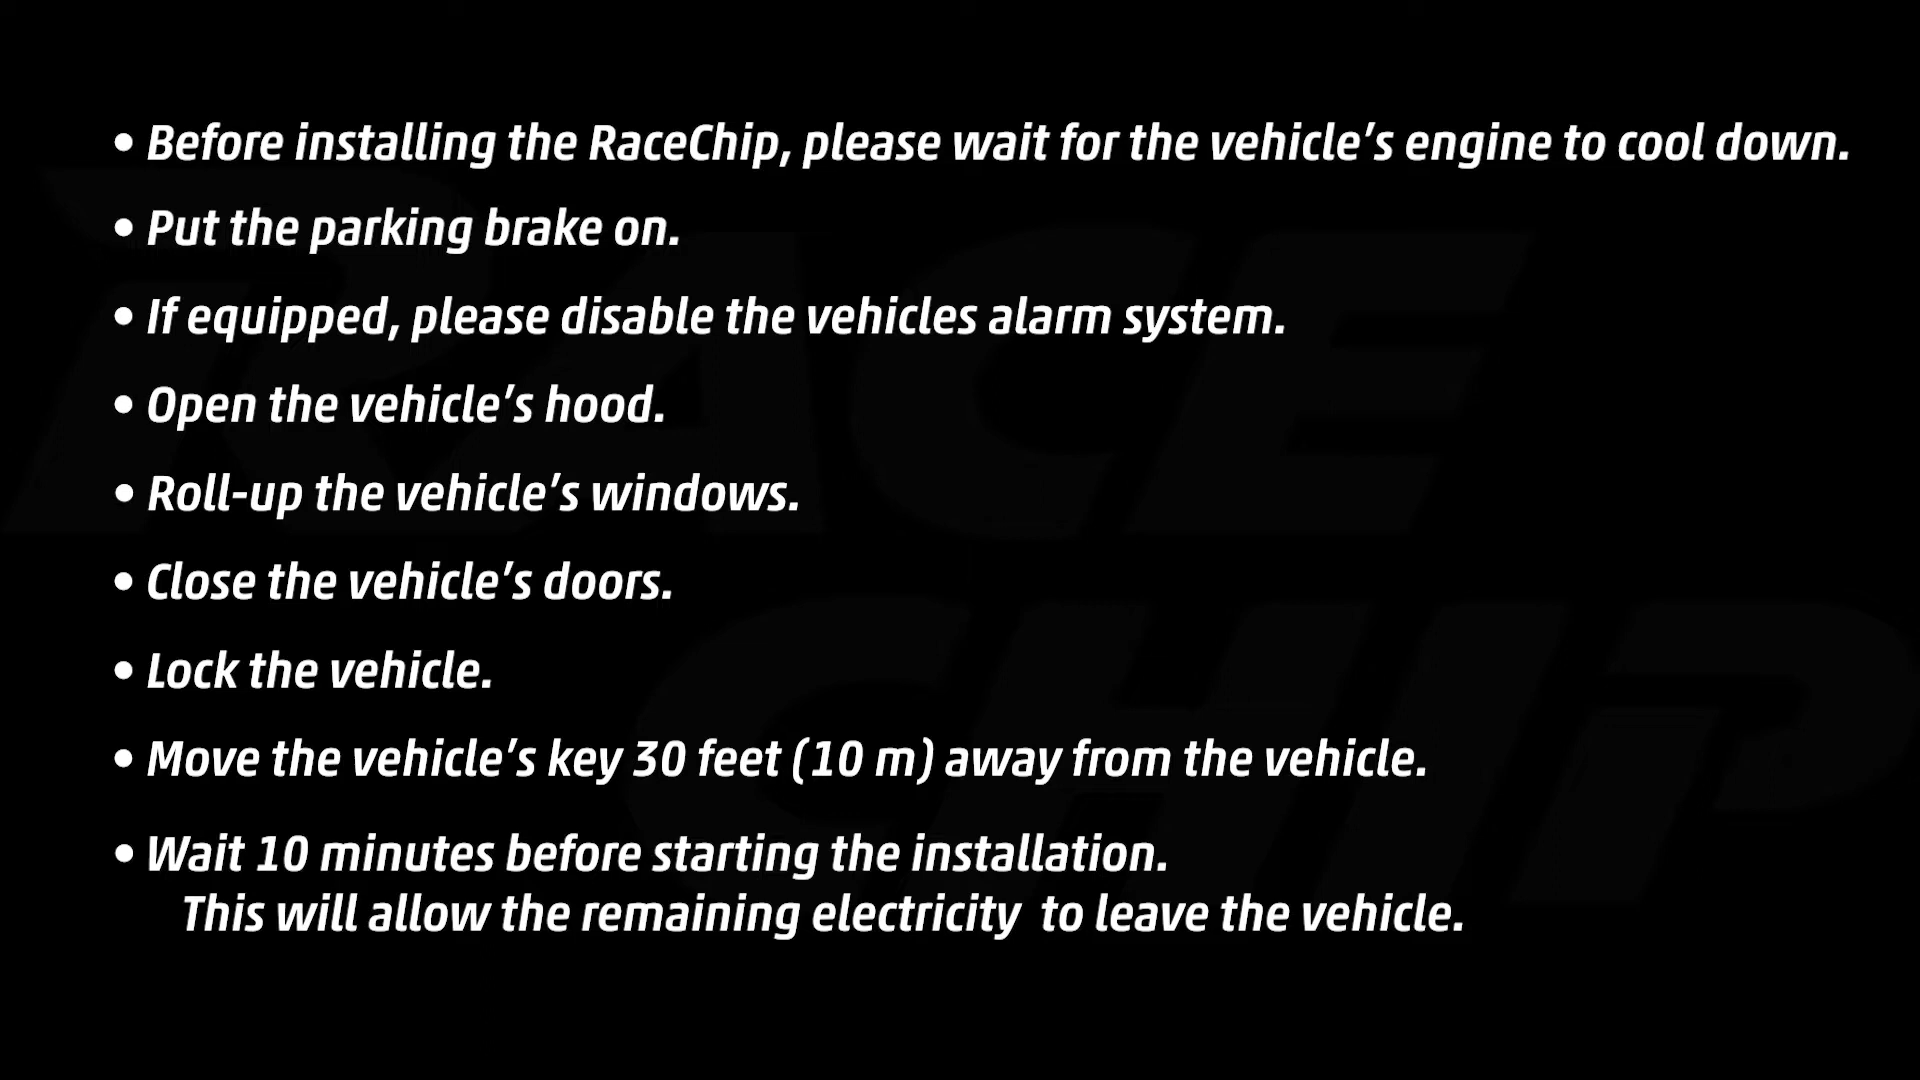 • Before installing the RaceChip, please wait for the vehicle’s engine to cool down.
• Put the parking brake on.
• If equipped, please disable the vehicles alarm system.
• Open the vehicle’s hood.
• Roll-up the vehicle’s windows.
• Close the vehicle’s doors.
• Lock the vehicle.
• Move the vehicle’s key 30 feet (10 m) away from the vehicle.
• Wait 10 minutes before starting the installation.
This will allow the remaining electricity to leave the vehicle.
RACE
CHIP